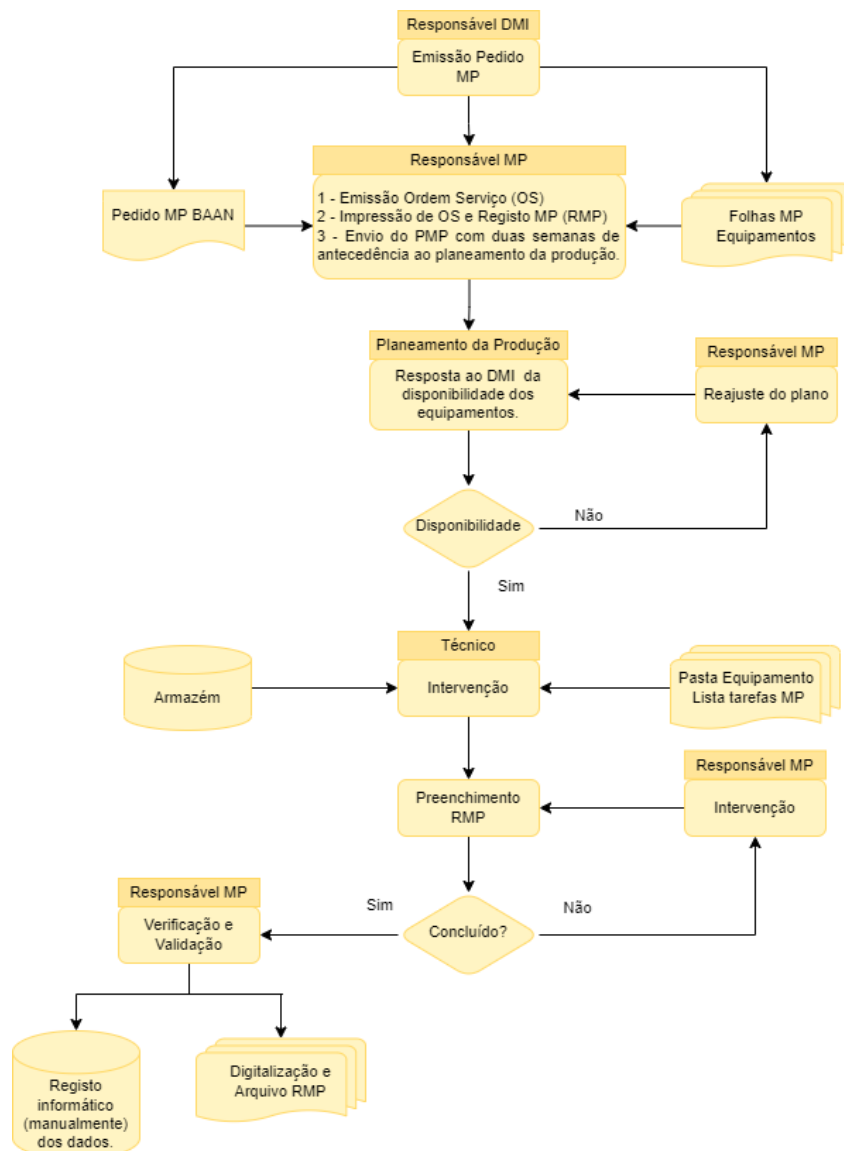 Responsável DMI
Emissão Pedido
MP
Responsável MP
Pedido MP BAAN
1 - Emissão Ordem Serviço (OS)
2 - Impressão de OS e Registo MP (RMP)
3 - Envio do PMP com duas semanas de
antecedência ao planeamento da produção.
Folhas MP
Equipamentos
Planeamento da Produção
Resposta ao DMI da
disponibilidade dos
equipamentos.
Responsável MP
Reajuste do plano
Disponibilidade
Não
Sim
Armazém
Técnico
Intervenção
Pasta Equipamento
Lista tarefas MP
Preenchimento
RMP
Responsável MP
Intervenção
Concluído?
Sim
Não
Responsável MP
Verificação e
Validação
Registo
informático
(manualmente)
dos dados.
Digitalização e
Arquivo RMP